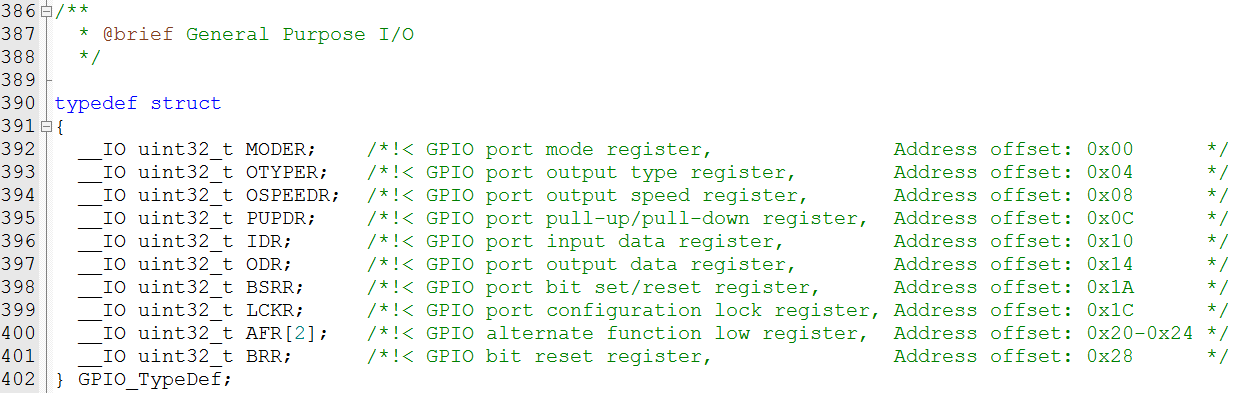 386 /**
387   * @brief General Purpose I/O
388   */
389
390 typedef struct
391 {
392   __IO uint32_t MODER;    /*!< GPIO port mode register,               Address offset: 0x00      */
393   __IO uint32_t OTYPER;   /*!< GPIO port output type register,        Address offset: 0x04      */
394   __IO uint32_t OSPEEDR;  /*!< GPIO port output speed register,       Address offset: 0x08      */
395   __IO uint32_t PUPDR;    /*!< GPIO port pull-up/pull-down register,  Address offset: 0x0C      */
396   __IO uint32_t IDR;      /*!< GPIO port input data register,         Address offset: 0x10      */
397   __IO uint32_t ODR;      /*!< GPIO port output data register,        Address offset: 0x14      */
398   __IO uint32_t BSRR;     /*!< GPIO port bit set/reset register,      Address offset: 0x1A      */
399   __IO uint32_t LCKR;     /*!< GPIO port configuration lock register, Address offset: 0x1C      */
400   __IO uint32_t AFR[2];   /*!< GPIO alternate function low register,  Address offset: 0x20-0x24 */
401   __IO uint32_t BRR;      /*!< GPIO bit reset register,               Address offset: 0x28      */
402 } GPIO_TypeDef;